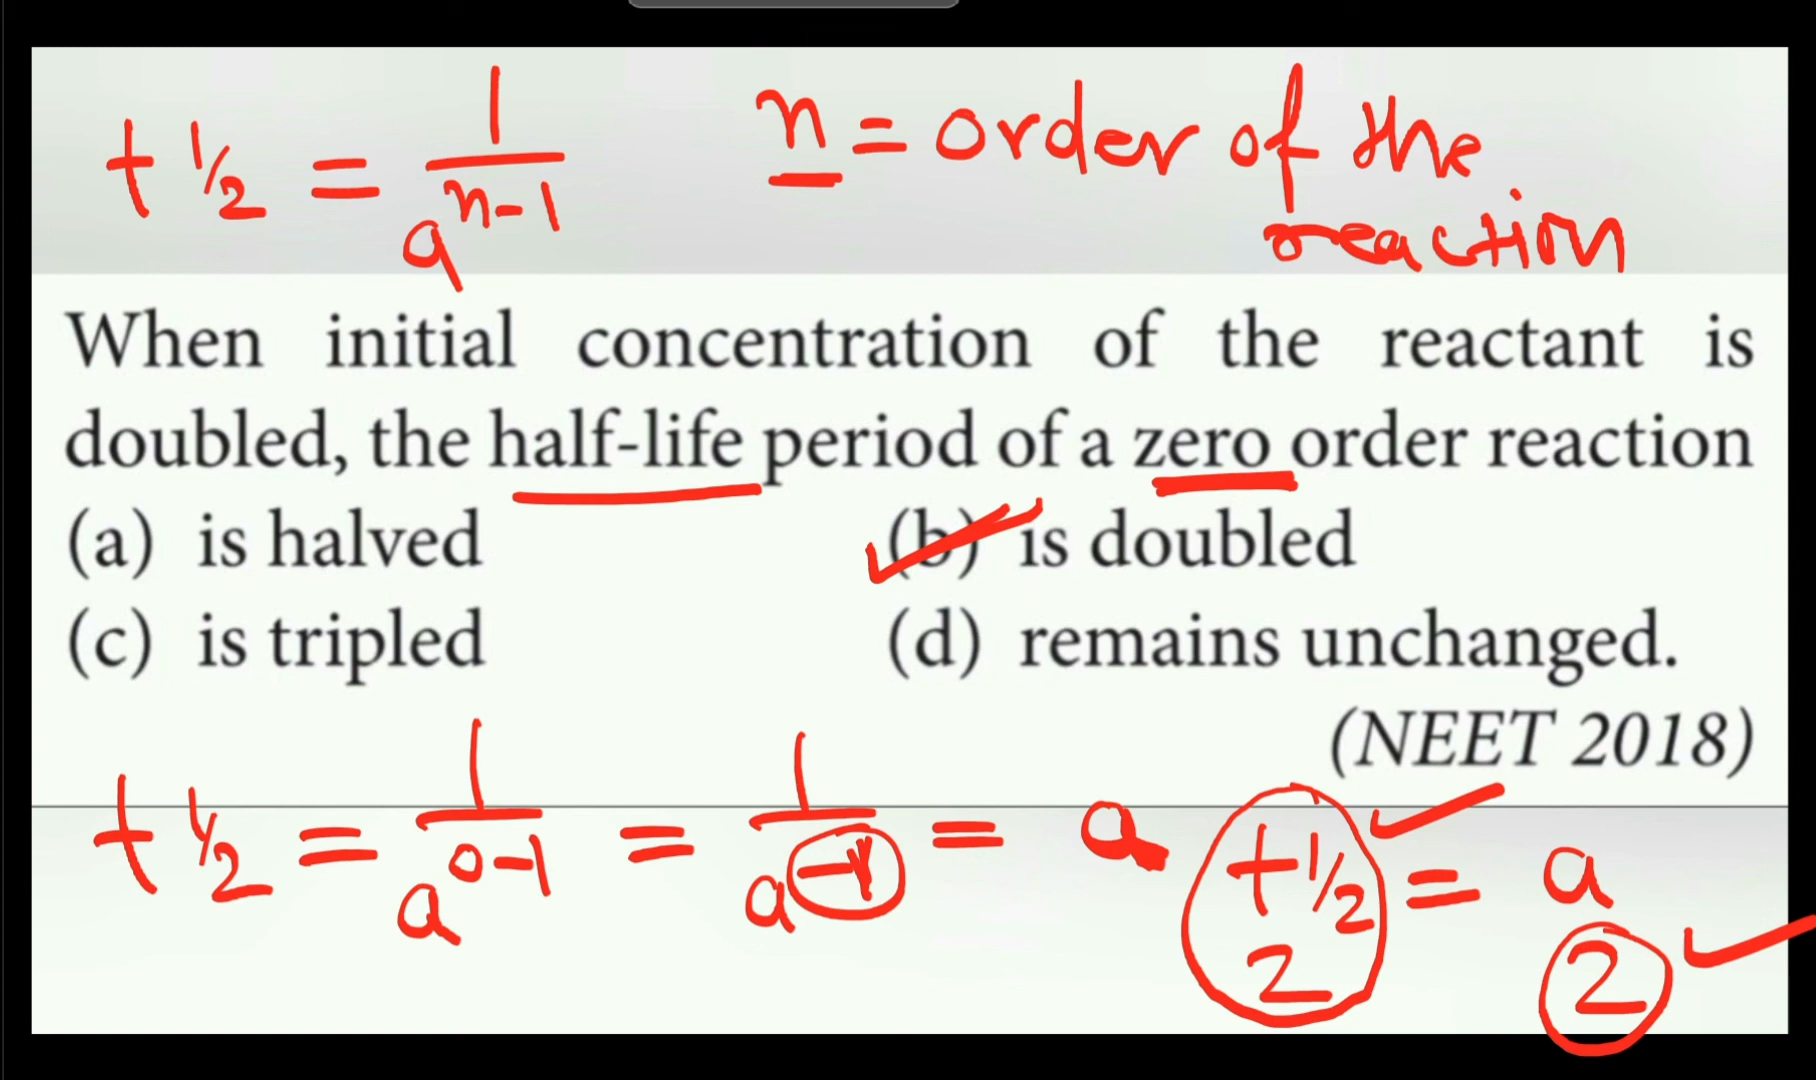 t 1/2 = 1/a^(n-1)   n = order of the reaction
When initial concentration of the reactant is
doubled, the half-life period of a zero order reaction
(a) is halved (b) is doubled
(c) is tripled (d) remains unchanged.
(NEET 2018)
t 1/2 = 1/a^(0-1) = 1/a^(-1) = a   t 1/2 = a
2   2